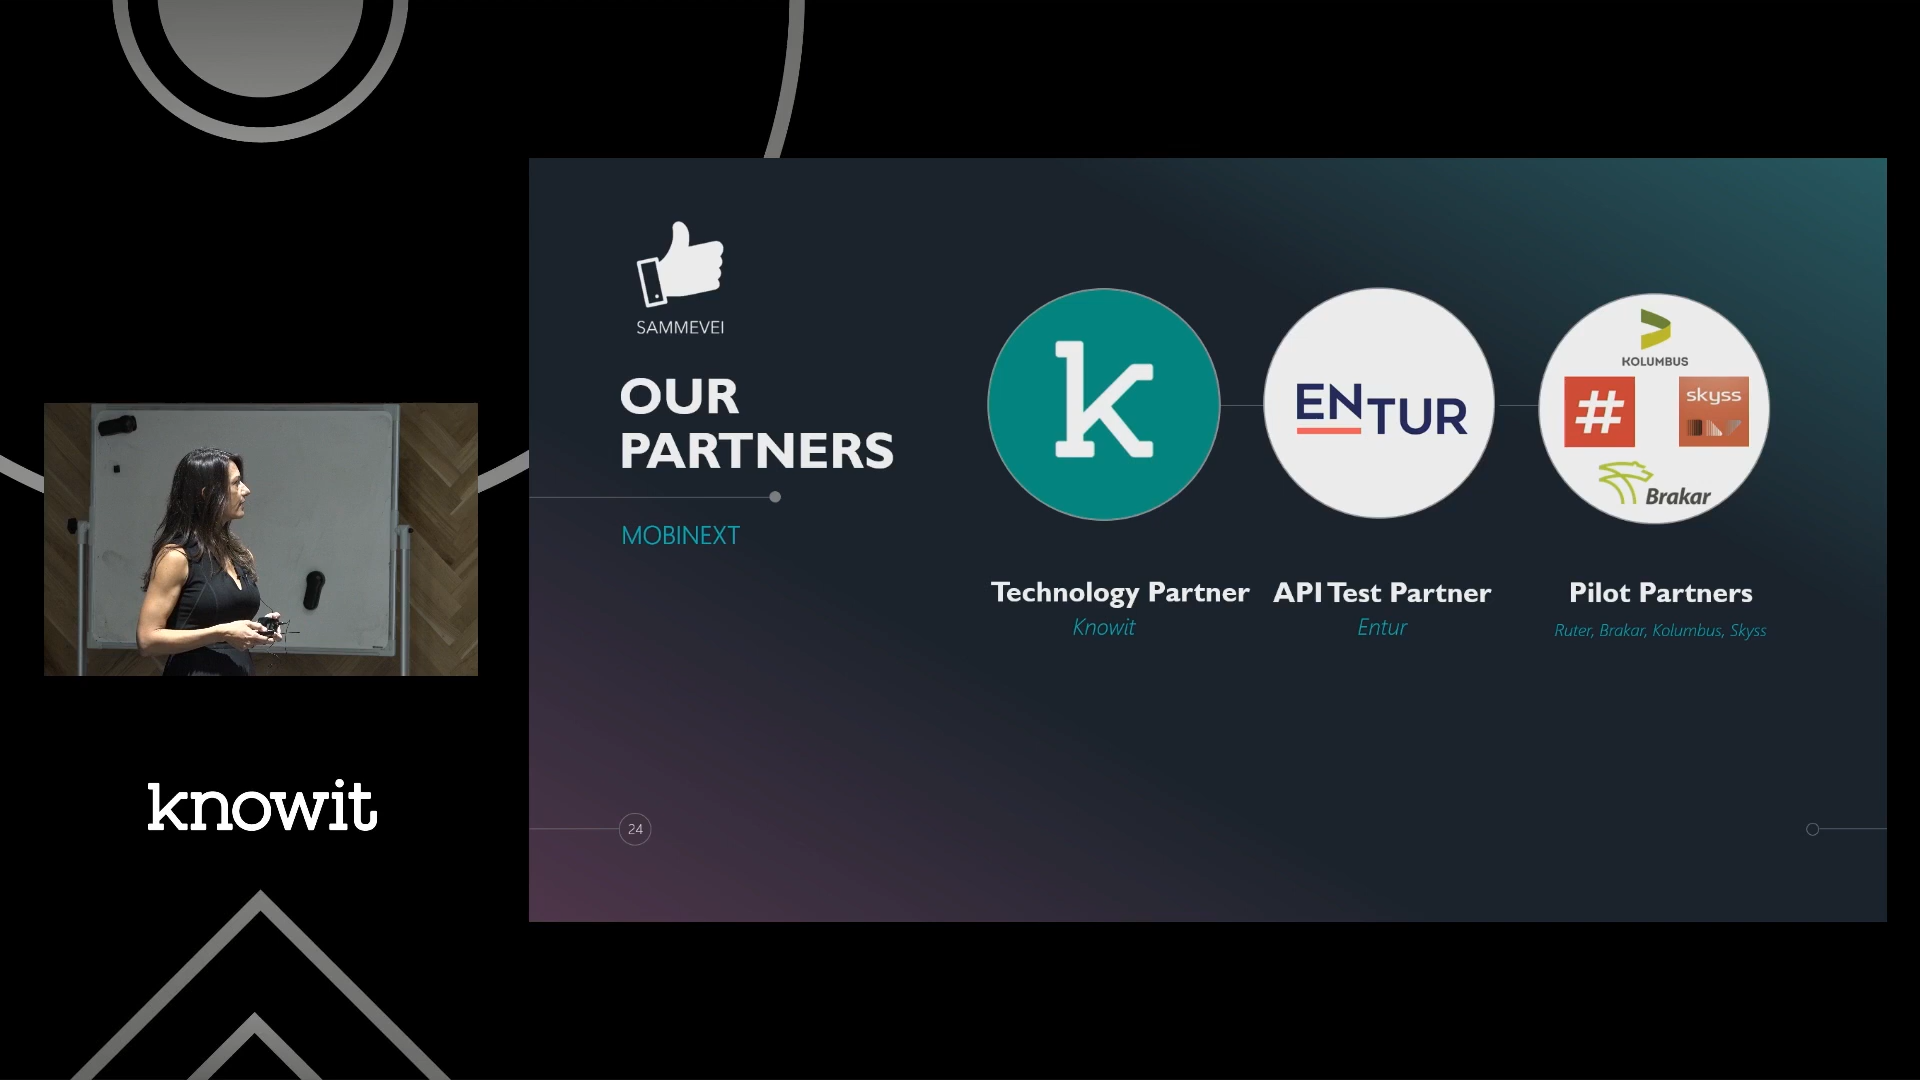 SAMMEVEI
OUR
PARTNERS
MOBINEXT
k
ENTUR
KOLUMBUS
#
skyss
Brakar
Technology Partner
Knowit
API Test Partner
Entur
Pilot Partners
Ruter, Brakar, Kolumbus, Skyss
24
knowit